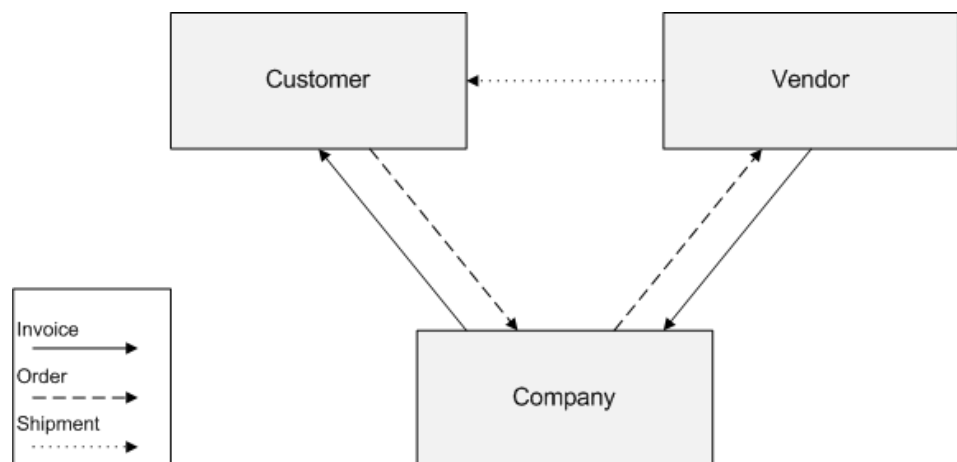 Customer
Vendor
Company
Invoice
Order
Shipment